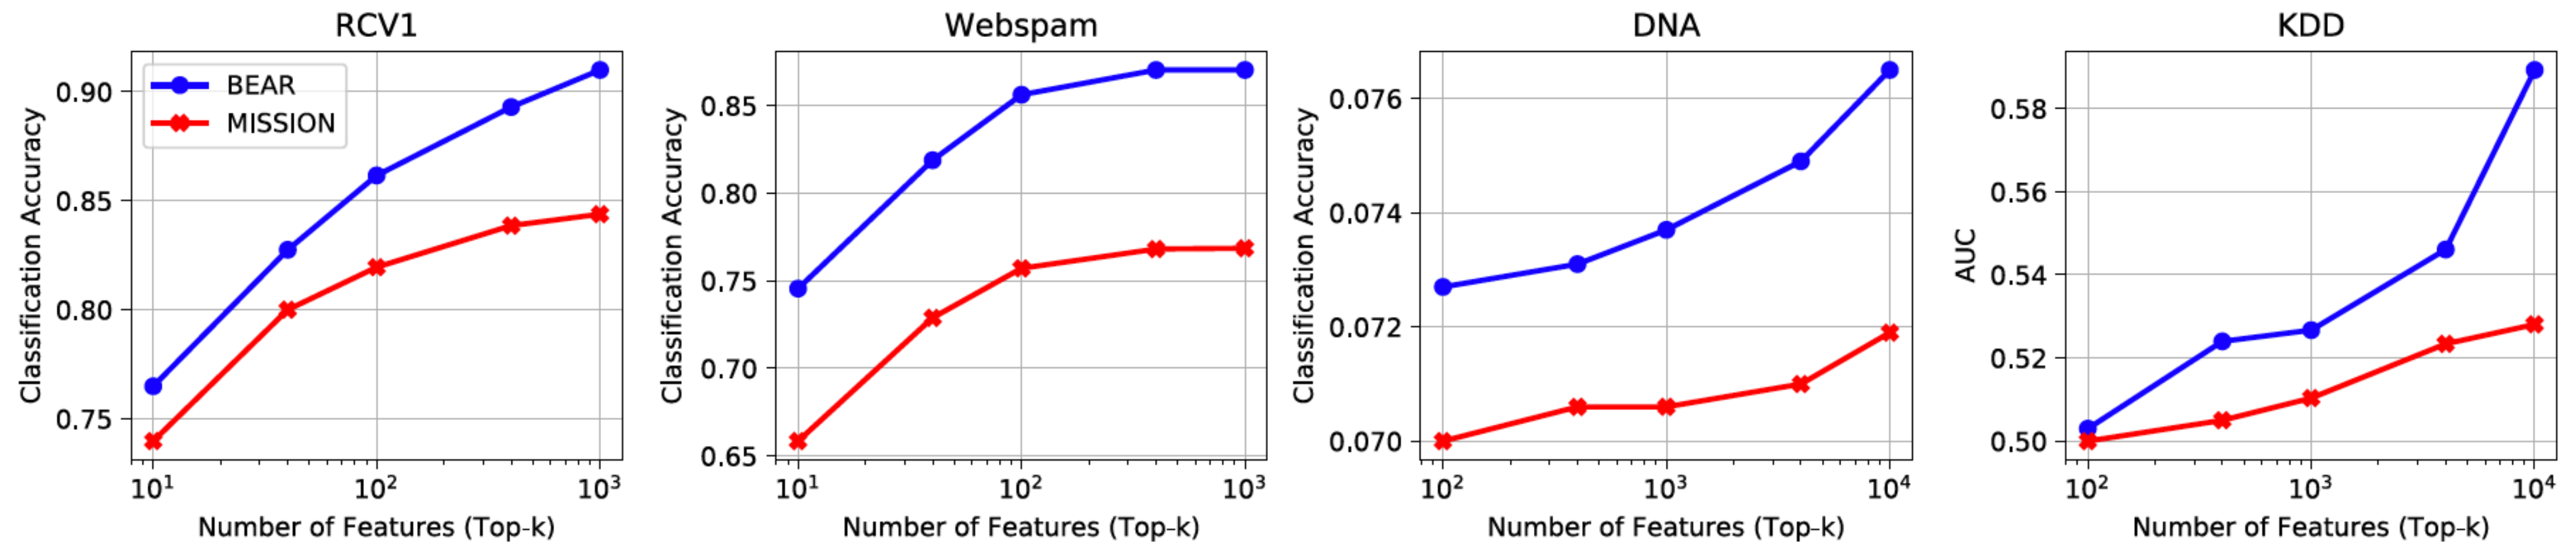 RCV1
BEAR
MISSION
Classification Accuracy
0.90
0.85
0.80
0.75
10¹ 10² 10³
Number of Features (Top-k)
Webspam
Classification Accuracy
0.85
0.80
0.75
0.70
0.65
10¹ 10² 10³
Number of Features (Top-k)
DNA
Classification Accuracy
0.076
0.074
0.072
0.070
10² 10³ 10⁴
Number of Features (Top-k)
KDD
AUC
0.58
0.56
0.54
0.52
0.50
10² 10³ 10⁴
Number of Features (Top-k)